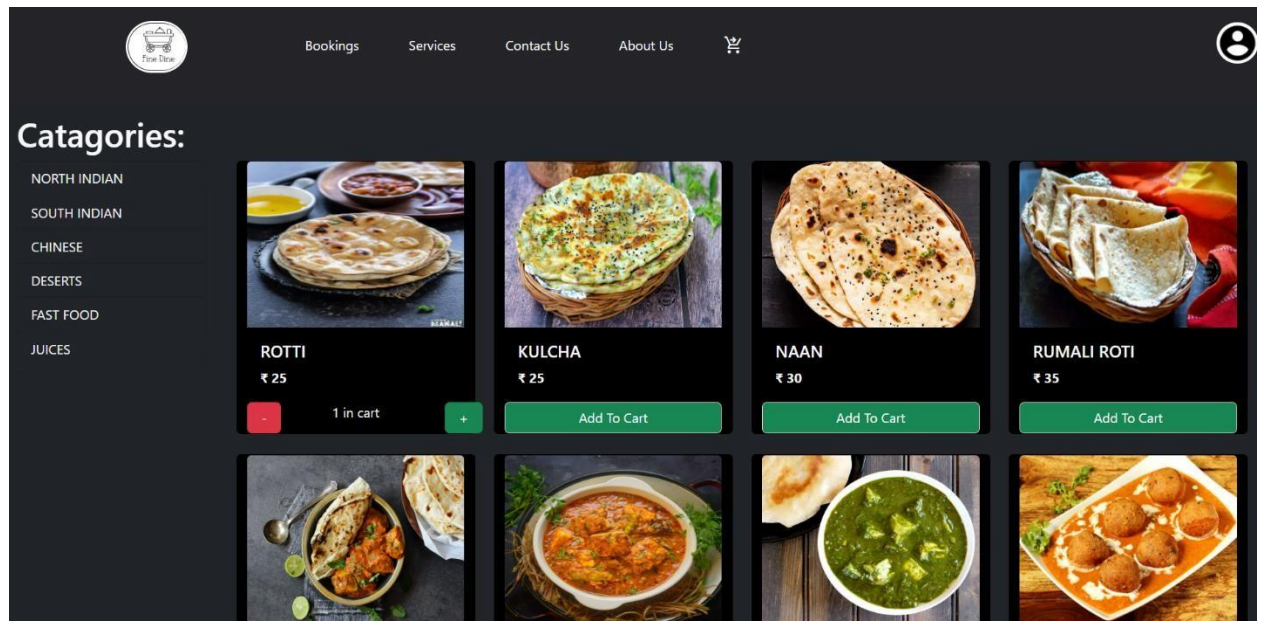 Fine Dine
Bookings Services Contact Us About Us
Catagories:
NORTH INDIAN
SOUTH INDIAN
CHINESE
DESERTS
FAST FOOD
JUICES
ROTTI
₹ 25
- 1 in cart +
KULCHA
₹ 25
Add To Cart
NAAN
₹ 30
Add To Cart
RUMALI ROTI
₹ 35
Add To Cart